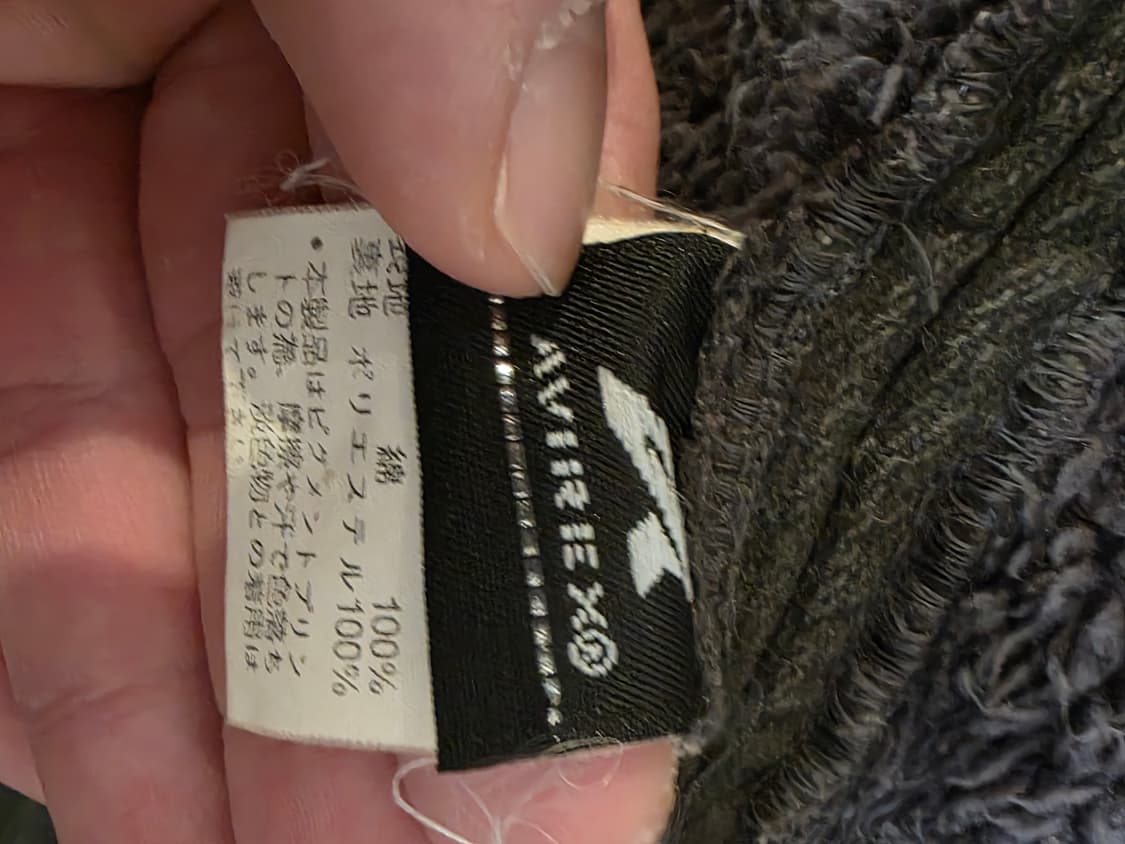 AVIREX®
表地 綿 100%
裏地 ポリエステル100%
●本製品はピグメントプリン
トの為、摩擦や汗で色落ち
します。淡色物との着用は